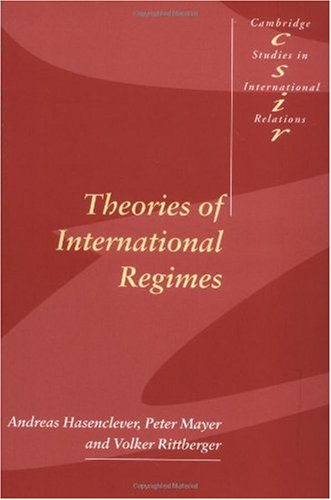 Cambridge
c
Studies in
s
International
i
Relations
r
Theories of
International
Regimes
Andreas Hasenclever, Peter Mayer
and Volker Rittberger